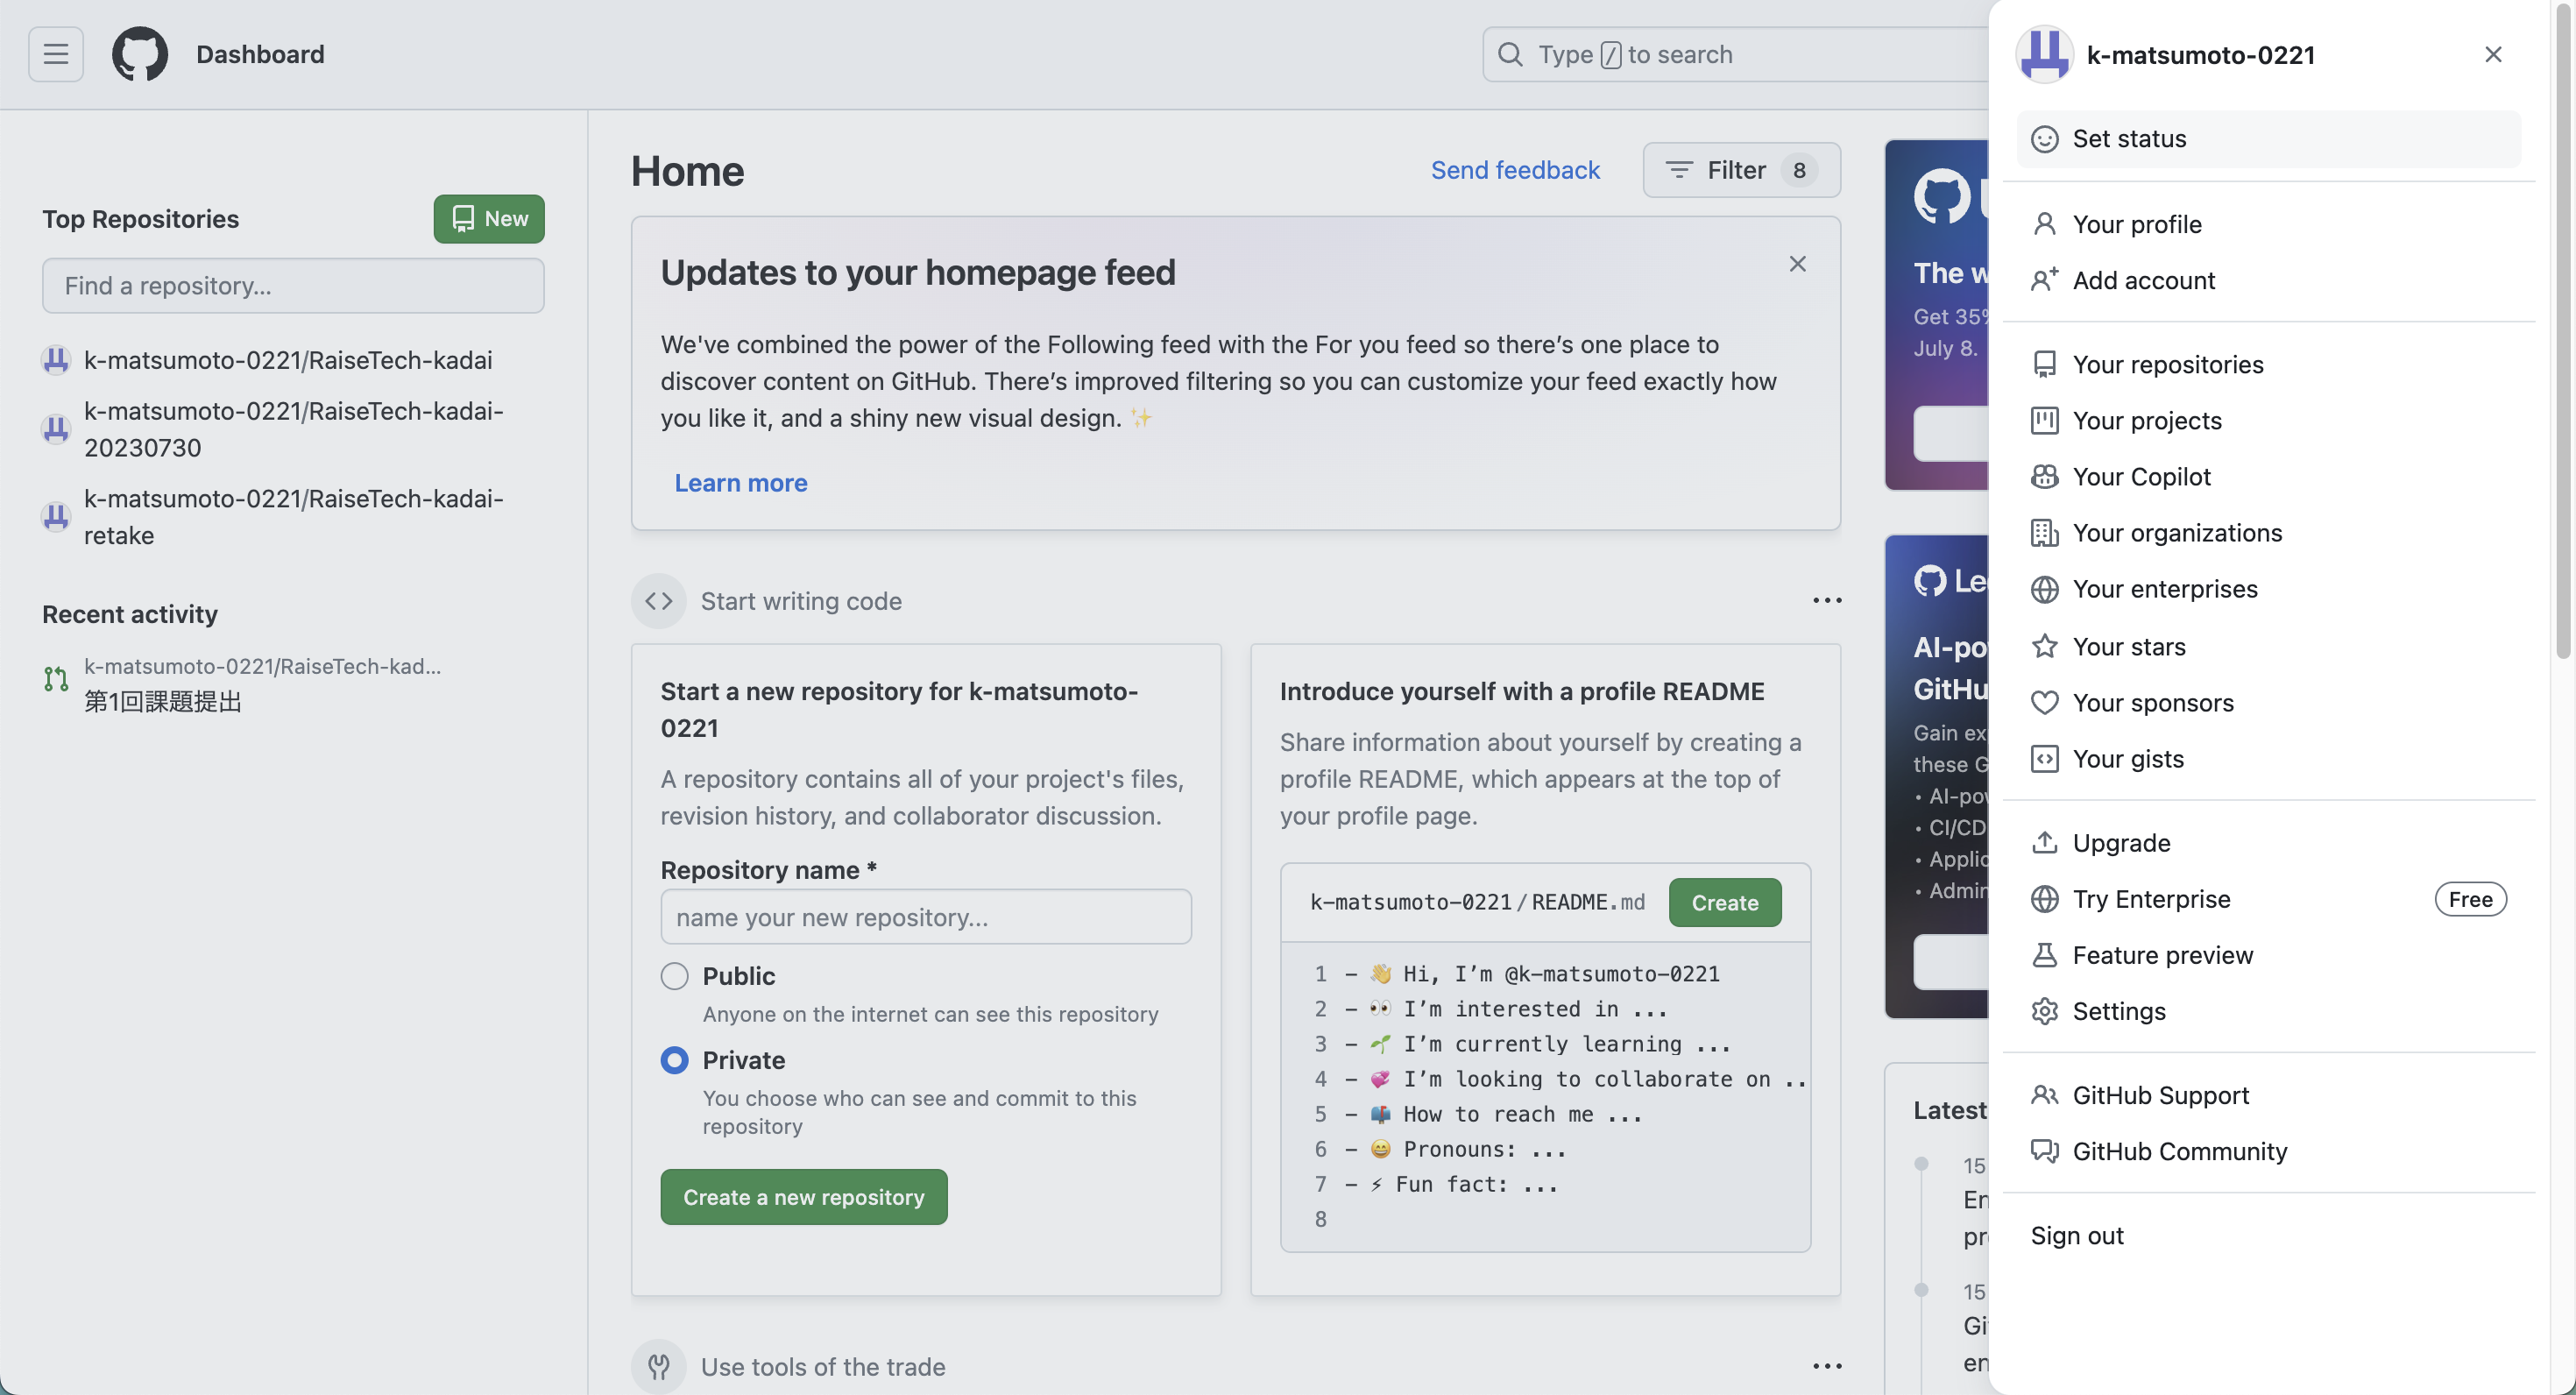 Dashboard
Type / to search
Top Repositories
New
Find a repository...
k-matsumoto-0221/RaiseTech-kadai
k-matsumoto-0221/RaiseTech-kadai-
20230730
k-matsumoto-0221/RaiseTech-kadai-
retake
Recent activity
k-matsumoto-0221/RaiseTech-kad...
第1回課題提出
Home
Send feedback
Filter 8
Updates to your homepage feed
We've combined the power of the Following feed with the For you feed so there’s one place to
discover content on GitHub. There’s improved filtering so you can customize your feed exactly how
you like it, and a shiny new visual design. ✨
Learn more
Start writing code
Start a new repository for k-matsumoto-
0221
A repository contains all of your project's files,
revision history, and collaborator discussion.
Repository name *
name your new repository...
Public
Anyone on the internet can see this repository
Private
You choose who can see and commit to this
repository
Create a new repository
Introduce yourself with a profile README
Share information about yourself by creating a
profile README, which appears at the top of
your profile page.
k-matsumoto-0221 / README.md
Create
1 - 👋 Hi, I’m @k-matsumoto-0221
2 - 👀 I’m interested in ...
3 - 🌱 I’m currently learning ...
4 - 💞️ I’m looking to collaborate on ..
5 - 📫 How to reach me ...
6 - 😄 Pronouns: ...
7 - ⚡ Fun fact: ...
8
Use tools of the trade
The
Get 35%
July 8.
GitHu
Gain
these
• CI/CD
Latest
15
15
k-matsumoto-0221
Set status
Your profile
Add account
Your repositories
Your projects
Your Copilot
Your organizations
Your enterprises
Your stars
Your sponsors
Your gists
Upgrade
Try Enterprise
Free
Feature preview
Settings
GitHub Support
GitHub Community
Sign out